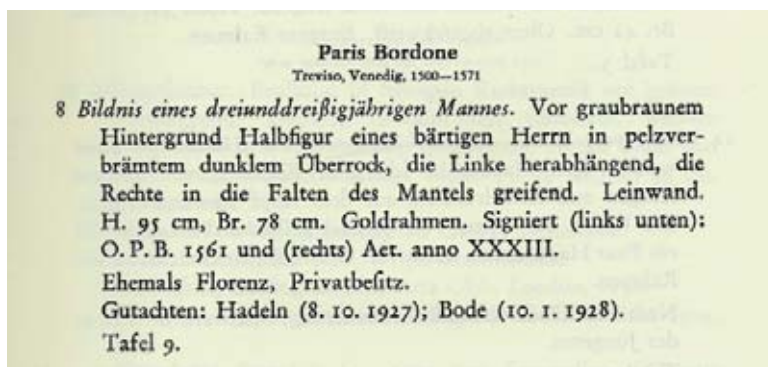 Paris Bordone
Treviso, Venedig, 1500—1571
8 Bildnis eines dreiunddreißigjährigen Mannes. Vor graubraunem
Hintergrund Halbfigur eines bärtigen Herrn in pelzver-
brämtem dunklem Überrock, die Linke herabhängend, die
Rechte in die Falten des Mantels greifend. Leinwand.
H. 95 cm, Br. 78 cm. Goldrahmen. Signiert (links unten):
O. P. B. 1561 und (rechts) Aet. anno XXXIII.
Ehemals Florenz, Privatbesitz.
Gutachten: Hadeln (8. 10. 1927); Bode (10. 1. 1928).
Tafel 9.